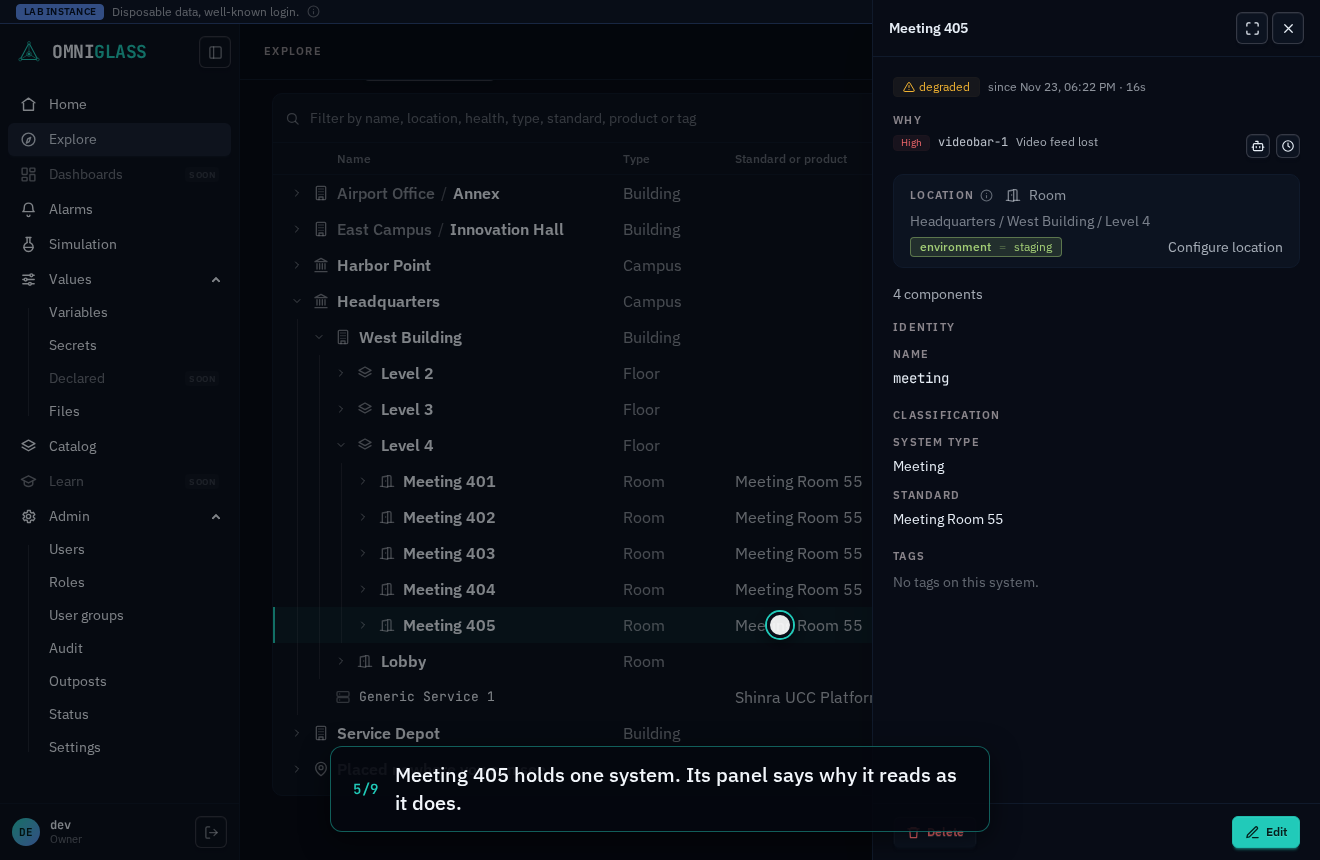 LAB INSTANCE Disposable data, well-known login.
OMNIGLASS
Home
Explore
Dashboards SOON
Alarms
Simulation
Values
Variables
Secrets
Declared SOON
Files
Catalog
Learn SOON
Admin
Users
Roles
User groups
Audit
Outposts
Status
Settings
DE dev
Owner
EXPLORE
Filter by name, location, health, type, standard, product or tag
Name Type Standard or product
Airport Office / Annex Building
East Campus / Innovation Hall Building
Harbor Point Campus
Headquarters Campus
West Building Building
Level 2 Floor
Level 3 Floor
Level 4 Floor
Meeting 401 Room Meeting Room 55
Meeting 402 Room Meeting Room 55
Meeting 403 Room Meeting Room 55
Meeting 404 Room Meeting Room 55
Meeting 405 Room Room 55
Lobby Room
Generic Service 1 Shinra UCC Platform
Service Depot Building
Placed
5/9 Meeting 405 holds one system. Its panel says why it reads as
it does.
Meeting 405
degraded since Nov 23, 06:22 PM · 16s
WHY
High videobar-1 Video feed lost
LOCATION Room
Headquarters / West Building / Level 4
environment = staging Configure location
4 components
IDENTITY
NAME
meeting
CLASSIFICATION
SYSTEM TYPE
Meeting
STANDARD
Meeting Room 55
TAGS
No tags on this system.
Delete Edit